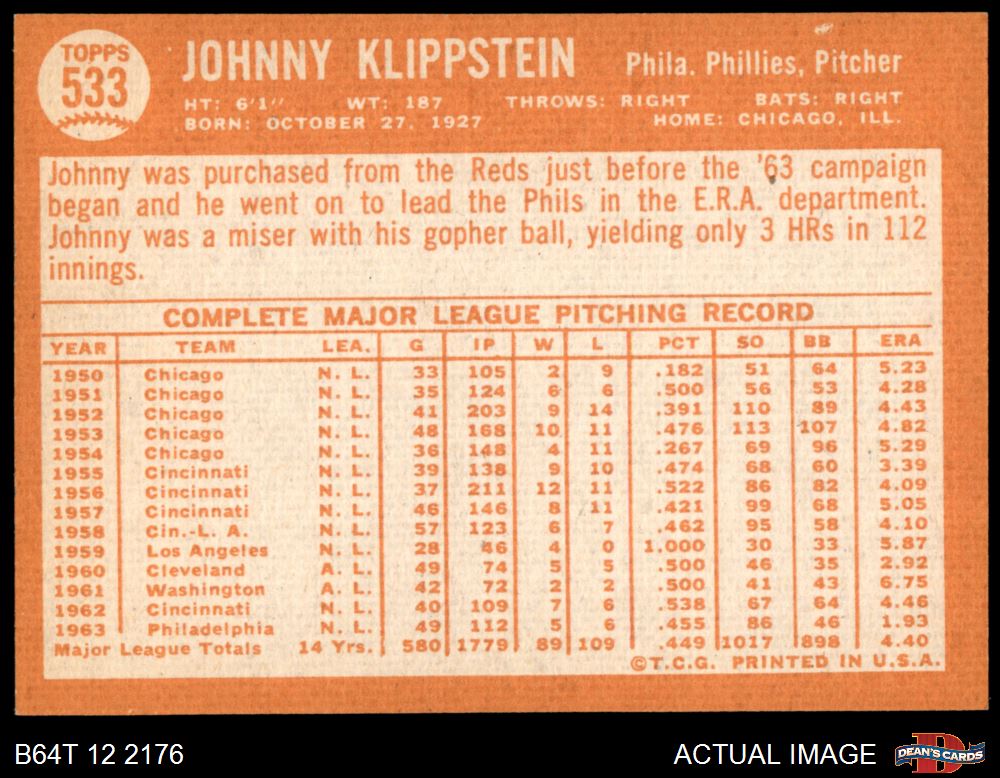 TOPPS
533
JOHNNY KLIPPSTEIN Phila. Phillies, Pitcher
HT: 6'1" WT: 187 THROWS: RIGHT BATS: RIGHT
BORN: OCTOBER 27, 1927 HOME: CHICAGO, ILL.
Johnny was purchased from the Reds just before the '63 campaign
began and he went on to lead the Phils in the E.R.A. department.
Johnny was a miser with his gopher ball, yielding only 3 HRs in 112
innings.
COMPLETE MAJOR LEAGUE PITCHING RECORD
YEAR TEAM LEA. G IP W L PCT SO BB ERA
1950 Chicago N. L. 33 105 2 9 .182 51 64 5.23
1951 Chicago N. L. 35 124 6 6 .500 56 53 4.28
1952 Chicago N. L. 41 203 9 14 .391 110 89 4.43
1953 Chicago N. L. 48 168 10 11 .476 113 107 4.82
1954 Chicago N. L. 36 148 4 11 .267 69 96 5.29
1955 Cincinnati N. L. 39 138 9 10 .474 68 60 3.39
1956 Cincinnati N. L. 37 211 12 11 .522 86 82 4.09
1957 Cincinnati N. L. 46 146 8 11 .421 99 68 5.05
1958 Cin.-L. A. N. L. 57 123 6 7 .462 95 58 4.10
1959 Los Angeles N. L. 28 46 4 0 1.000 30 33 5.87
1960 Cleveland A. L. 49 74 5 5 .500 46 35 2.92
1961 Washington A. L. 42 72 2 2 .500 41 43 6.75
1962 Cincinnati N. L. 40 109 7 6 .538 67 64 4.46
1963 Philadelphia N. L. 49 112 5 6 .455 86 46 1.93
Major League Totals 14 Yrs. 580 1779 89 109 .449 1017 898 4.40
©T.C.G. PRINTED IN U.S.A.
B64T 12 2176 ACTUAL IMAGE DEAN'S CARDS